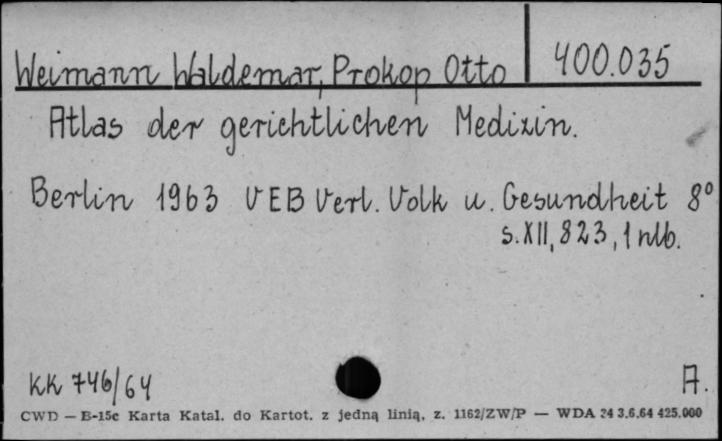 Weimann Waldemar, Prokop Otto 400.035
Atlas der gerichtlichen Medizin.
Berlin 1963 VEB Verl. Volk u. Gesundheit 8°
s. XII, 823, 1 nlb.
KK 746/64 A.
CWD — E-15c Karta Katal. do Kartot. z jedną linią, z. 1162/ZW/P — WDA 24 3.6.64 425.000